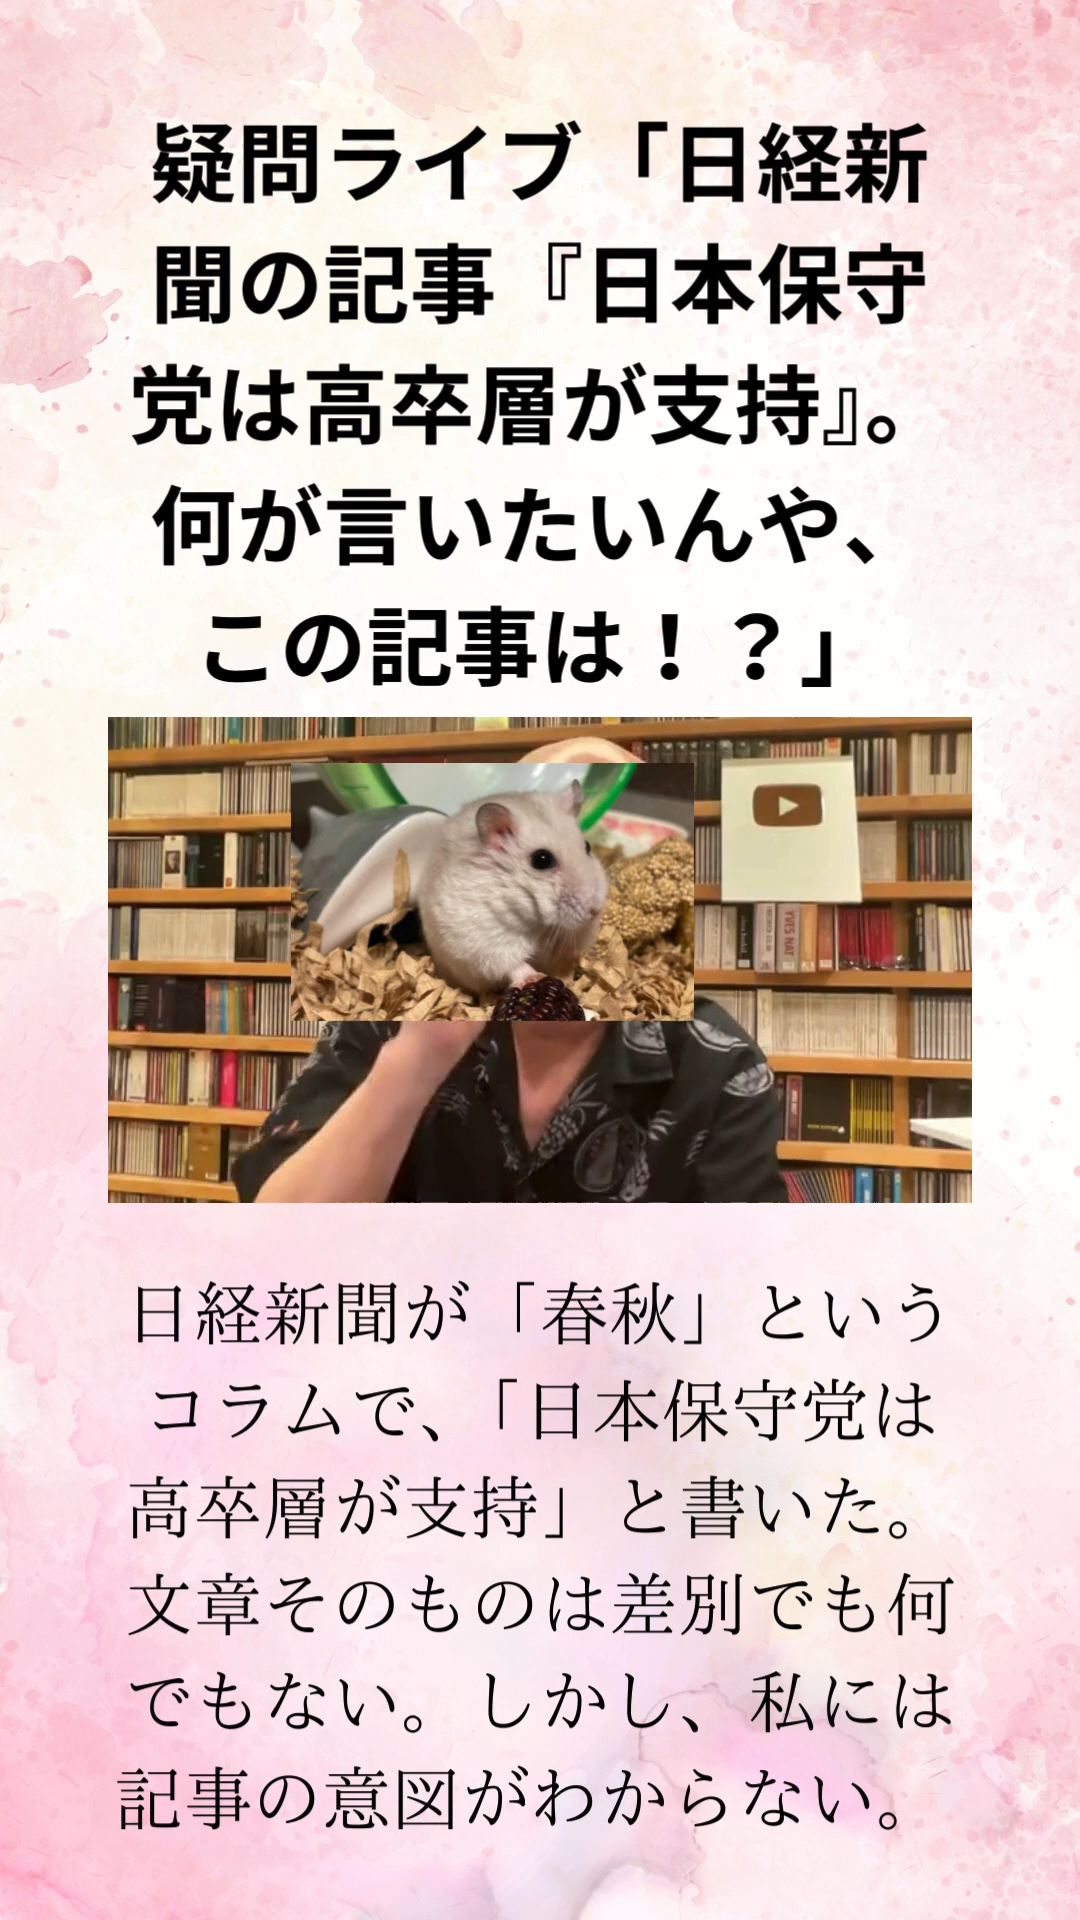 疑問ライブ「日経新
聞の記事『日本保守
党は高卒層が支持』。
何が言いたいんや、
この記事は！？」
YVES NAT
日経新聞が「春秋」という
コラムで、「日本保守党は
高卒層が支持」と書いた。
文章そのものは差別でも何
でもない。しかし、私には
記事の意図がわからない。